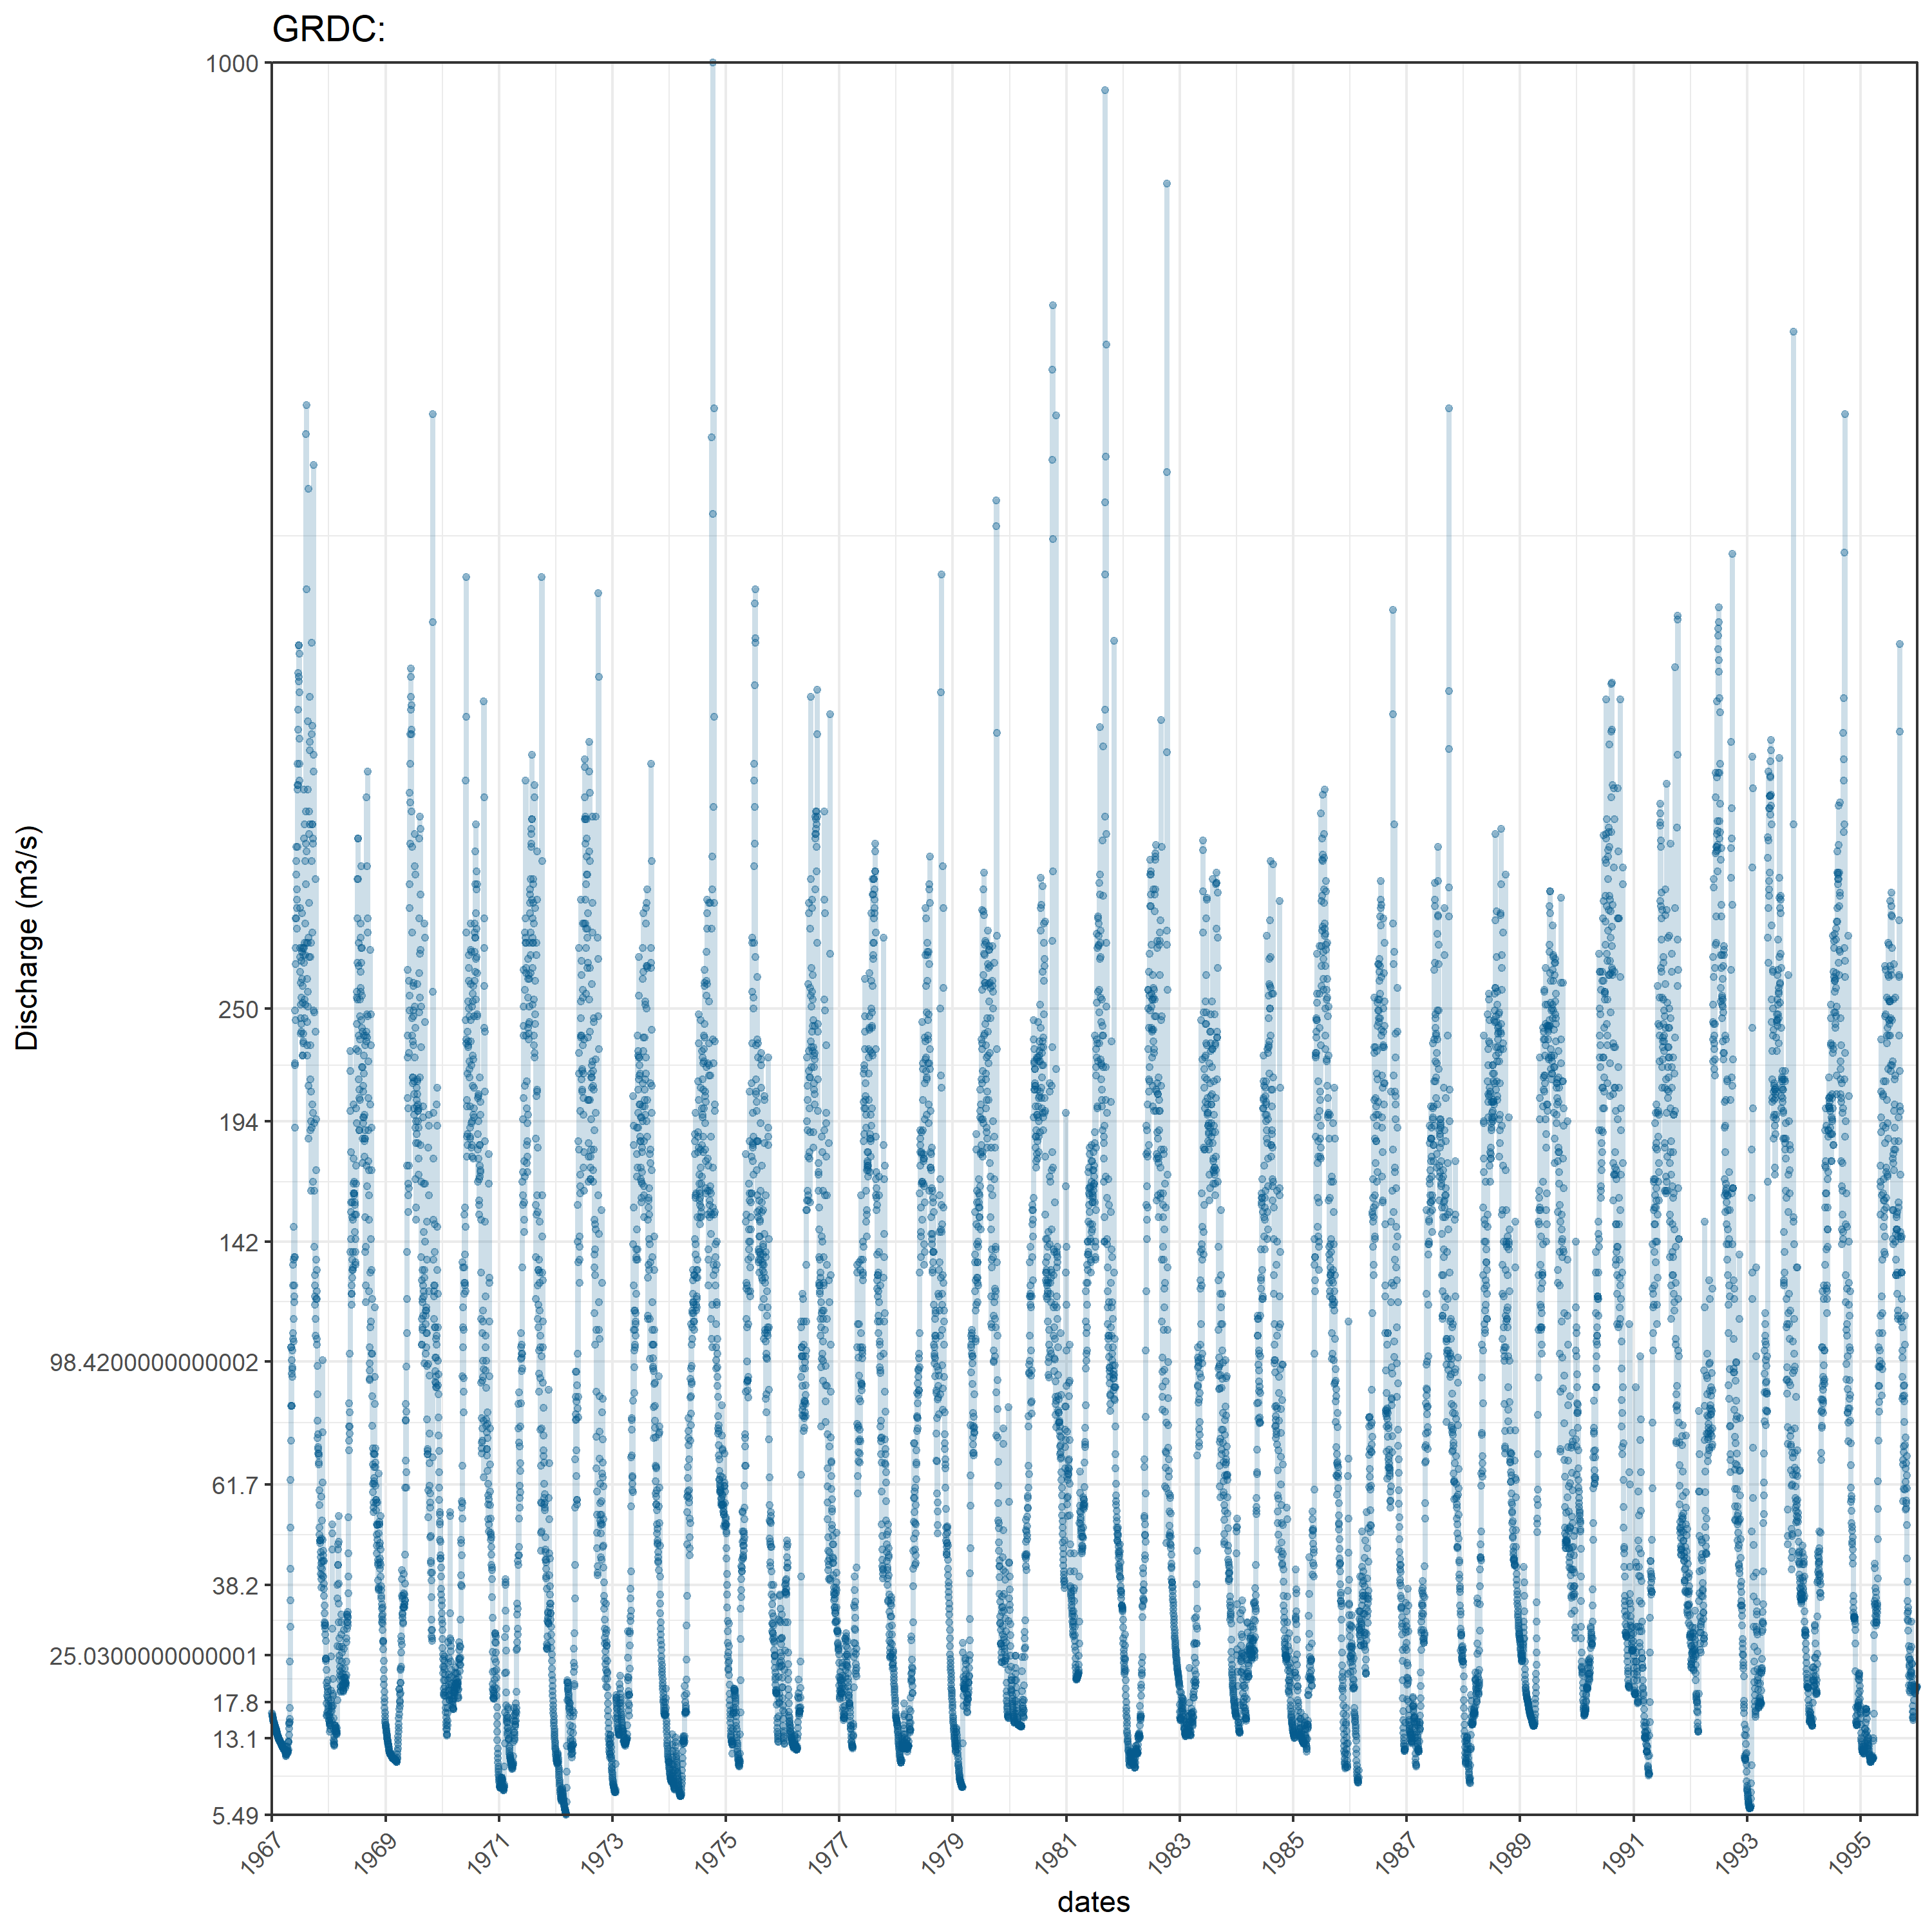 GRDC:
1000
250
194
142
98.4200000000002
61.7
38.2
25.0300000000001
17.8
13.1
5.49
Discharge (m3/s)
1967 1969 1971 1973 1975 1977 1979 1981 1983 1985 1987 1989 1991 1993 1995
dates